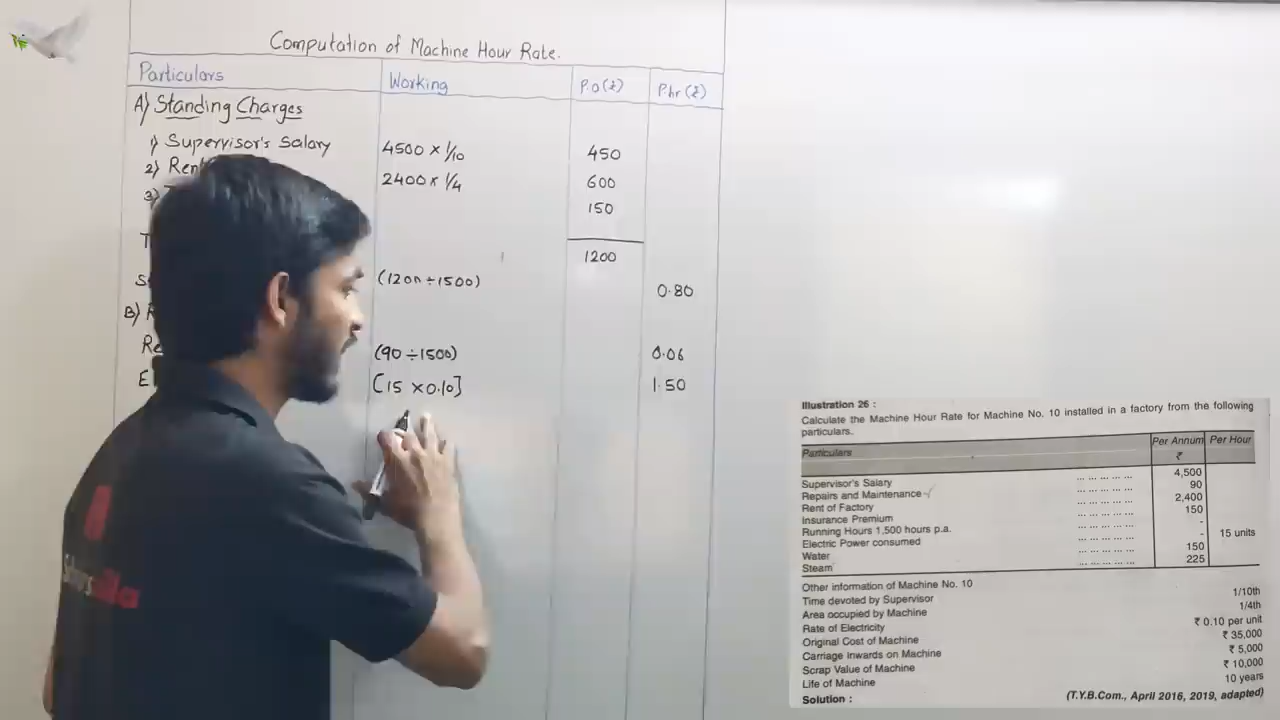 Computation of Machine Hour Rate.
Particulars Working P.a (₹) P.hr (₹)
A) Standing Charges
1) Supervisor's Salary 4500 × 1/10 450
2) Ren 2400 × 1/4 600
3) 150
T 1200
S (1200 ÷ 1500) 0.80
B) R
Re (90 ÷ 1500) 0.06
El [15 × 0.10] 1.50
Illustration 26 :
Calculate the Machine Hour Rate for Machine No. 10 installed in a factory from the following
particulars.
Particulars Per Annum Per Hour
₹
Supervisor's Salary ... ... ... ... ... 4,500
Repairs and Maintenance ... ... ... ... ... 90
Rent of Factory ... ... ... ... ... 2,400
Insurance Premium ... ... ... ... ... 150
Running Hours 1,500 hours p.a. ... ... ... ... ... -
Electric Power consumed ... ... ... ... ... - 15 units
Water ... ... ... ... ... 150
Steam ... ... ... ... ... 225
Other information of Machine No. 10
Time devoted by Supervisor 1/10th
Area occupied by Machine 1/4th
Rate of Electricity ₹ 0.10 per unit
Original Cost of Machine ₹ 35,000
Carriage Inwards on Machine ₹ 5,000
Scrap Value of Machine ₹ 10,000
Life of Machine 10 years
Solution : (T.Y.B.Com., April 2016, 2019, adapted)